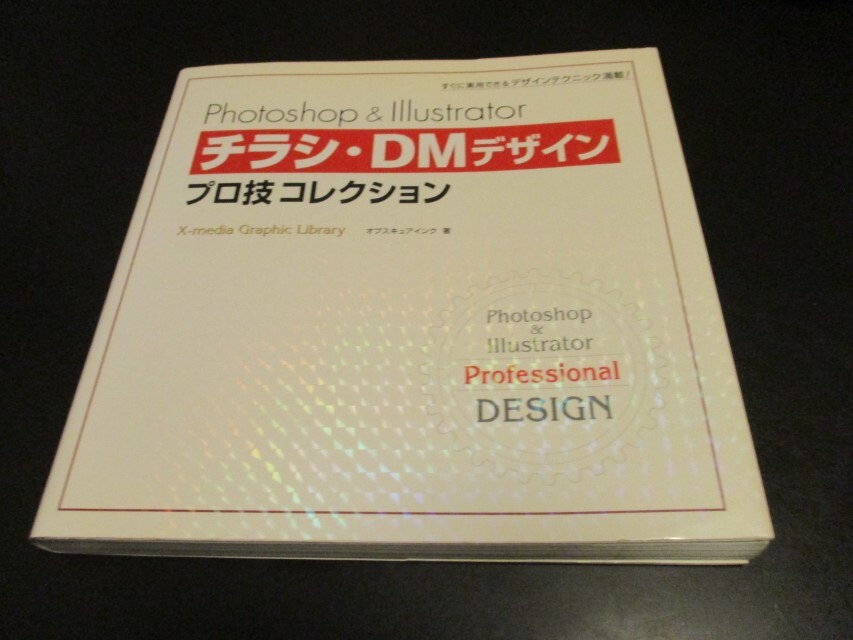 すぐに実用できるデザインテクニック満載!
Photoshop & Illustrator
チラシ・DMデザイン
プロ技コレクション
X-media Graphic Library オブスキュアインク 著
Photoshop
&
Illustrator
Professional
DESIGN